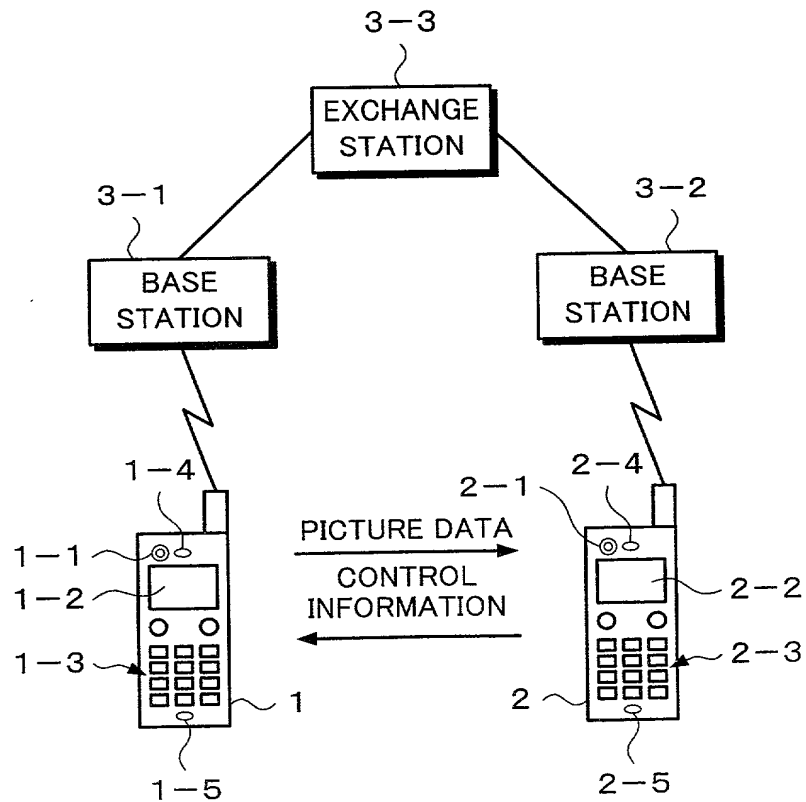 3-3
EXCHANGE
STATION
3-1
3-2
BASE
STATION
BASE
STATION
1-4
2-1
2-4
1-1
PICTURE DATA
1-2
CONTROL
INFORMATION
2-2
1-3
2-3
1
2
1-5
2-5